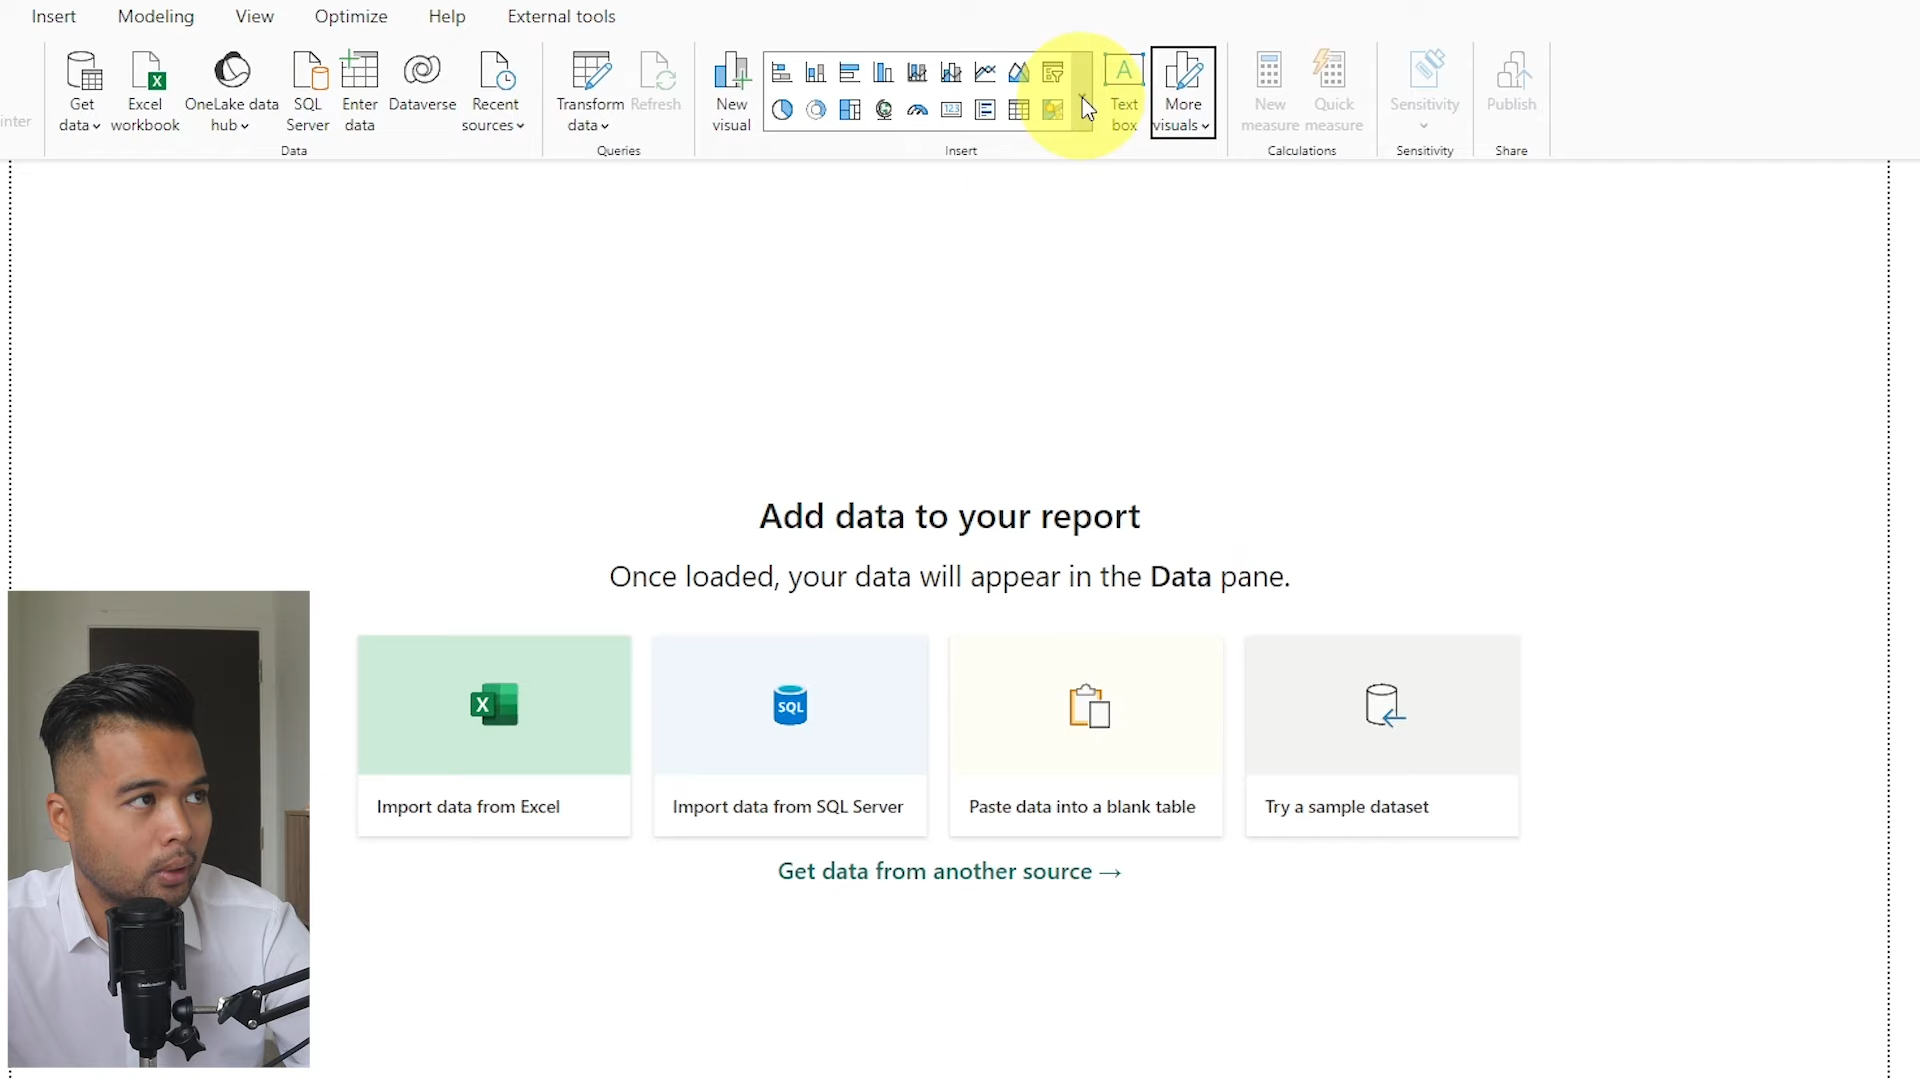 Insert Modeling View Optimize Help External tools
inter
Get data
Excel workbook
OneLake data hub
SQL Server
Enter data
Dataverse
Recent sources
Data
Transform data
Refresh
Queries
New visual
123
A
Text box
More visuals
Insert
New measure
Quick measure
Calculations
Sensitivity
Sensitivity
Publish
Share
Add data to your report
Once loaded, your data will appear in the Data pane.
X
SQL
Import data from Excel
Import data from SQL Server
Paste data into a blank table
Try a sample dataset
Get data from another source →